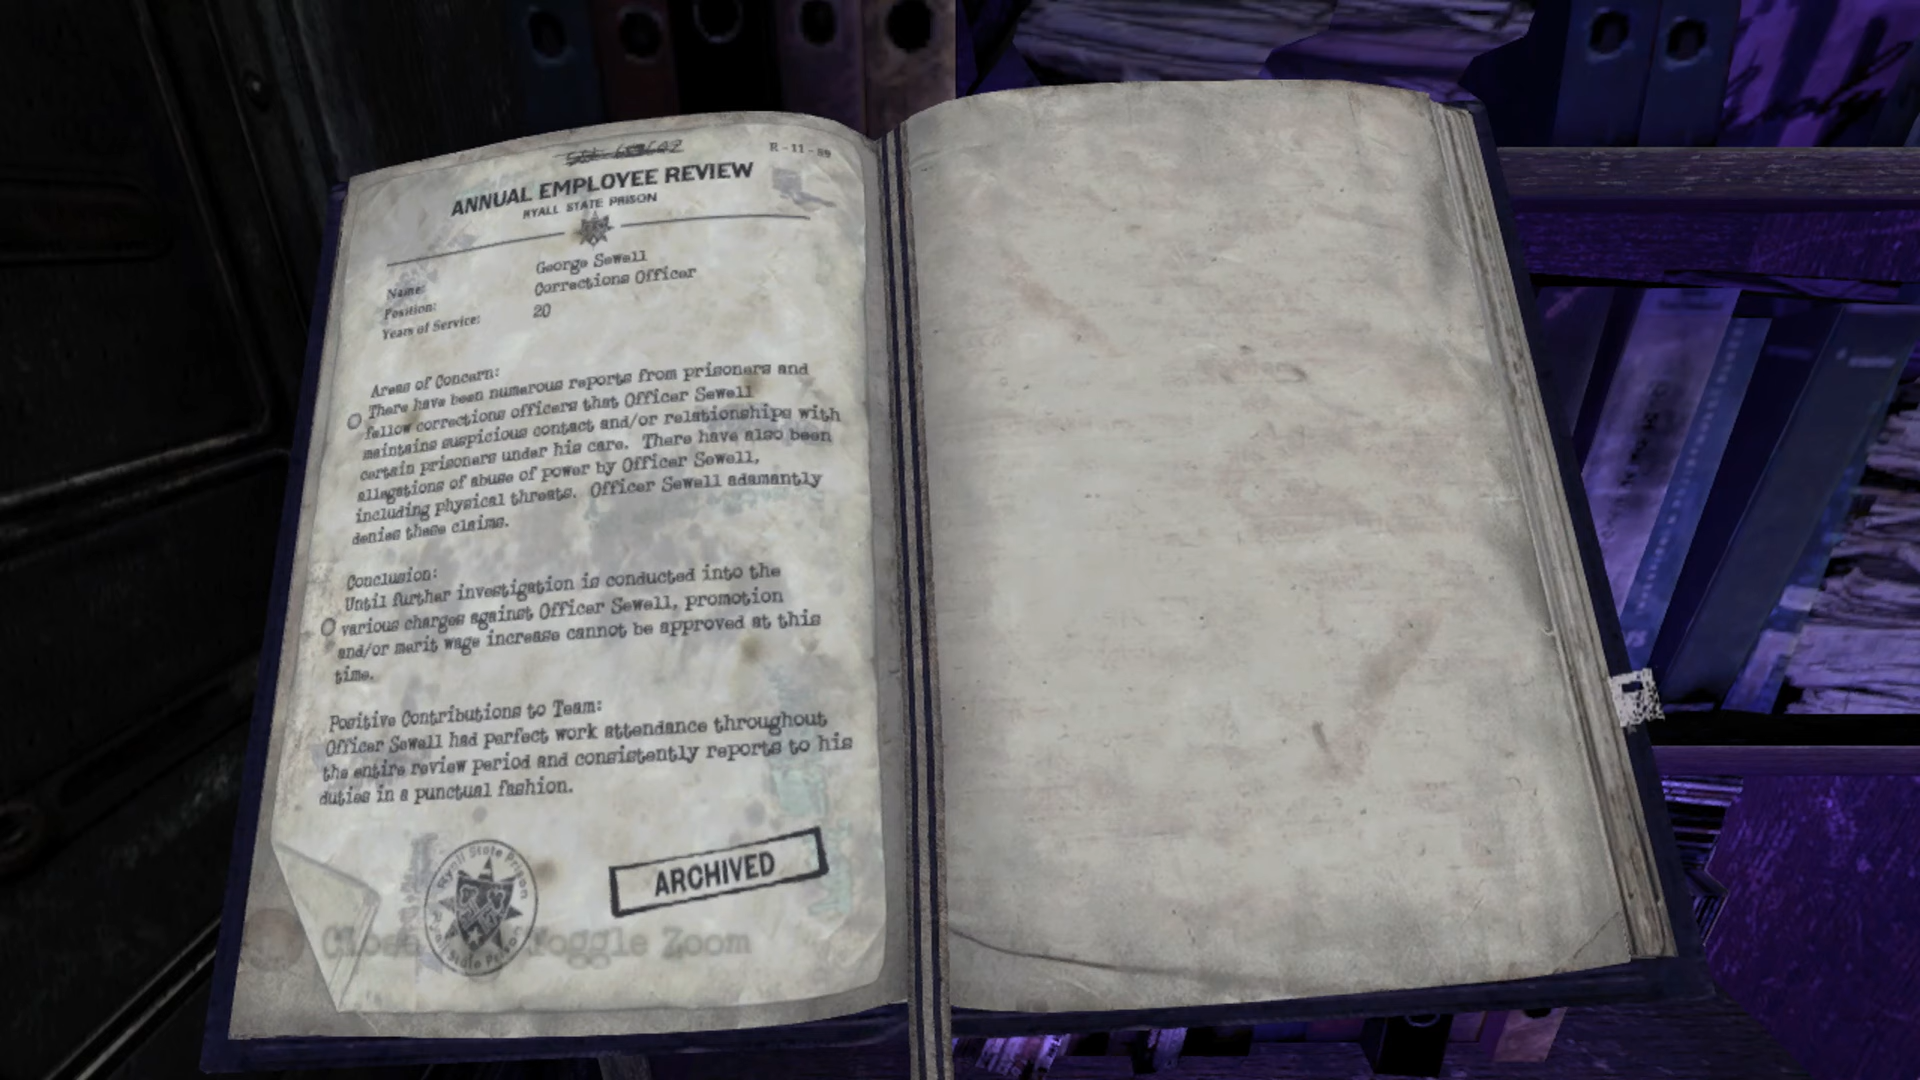 R-11-89
ANNUAL EMPLOYEE REVIEW
RYALL STATE PRISON
Name: George Sewell
Position: Corrections Officer
Years of Service: 20
Areas of Concern:
There have been numerous reports from prisoners and
fellow corrections officers that Officer Sewell
maintains suspicious contact and/or relationships with
certain prisoners under his care. There have also been
allegations of abuse of power by Officer Sewell,
including physical threats. Officer Sewell adamantly
denies these claims.
Conclusion:
Until further investigation is conducted into the
various charges against Officer Sewell, promotion
and/or merit wage increase cannot be approved at this
time.
Positive Contributions to Team:
Officer Sewell had perfect work attendance throughout
the entire review period and consistently reports to his
duties in a punctual fashion.
ARCHIVED
Ryall State Prison
Close Toggle Zoom